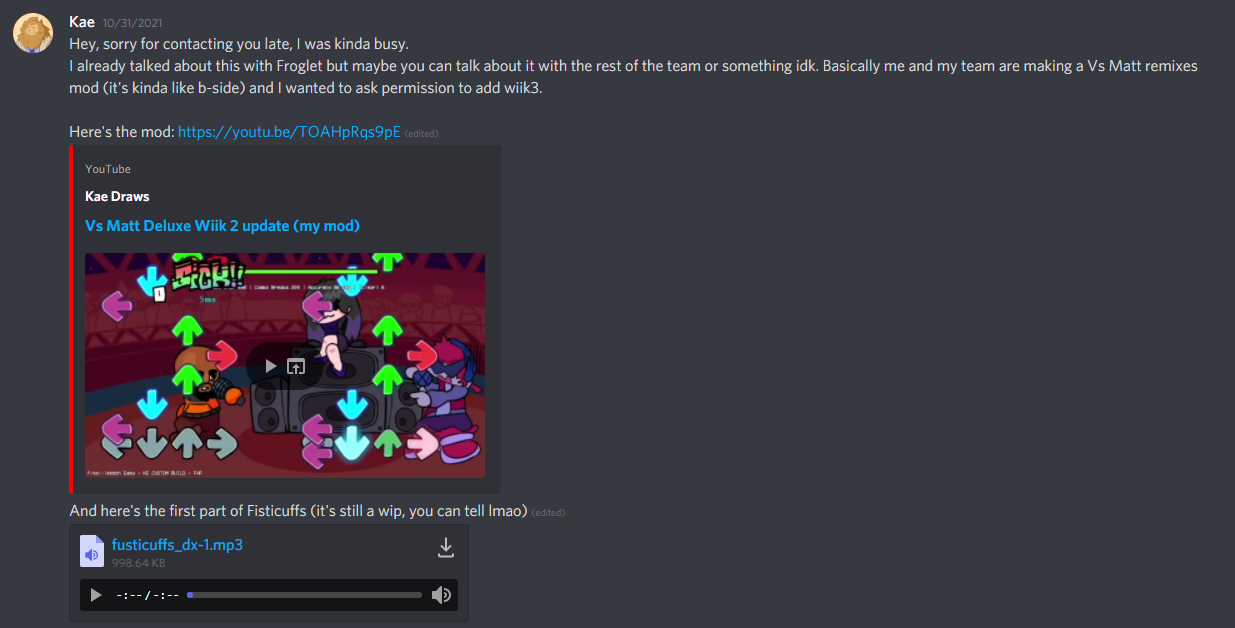 Kae 10/31/2021
Hey, sorry for contacting you late, I was kinda busy.
I already talked about this with Froglet but maybe you can talk about it with the rest of the team or something idk. Basically me and my team are making a Vs Matt remixes
mod (it's kinda like b-side) and I wanted to ask permission to add wiik3.
Here's the mod: https://youtu.be/TOAHpRqs9pE (edited)
YouTube
Kae Draws
Vs Matt Deluxe Wiik 2 update (my mod)
SICK!!
0
5ms
And here's the first part of Fisticuffs (it's still a wip, you can tell lmao) (edited)
fusticuffs_dx-1.mp3
998.64 KB
-:-- / -:--